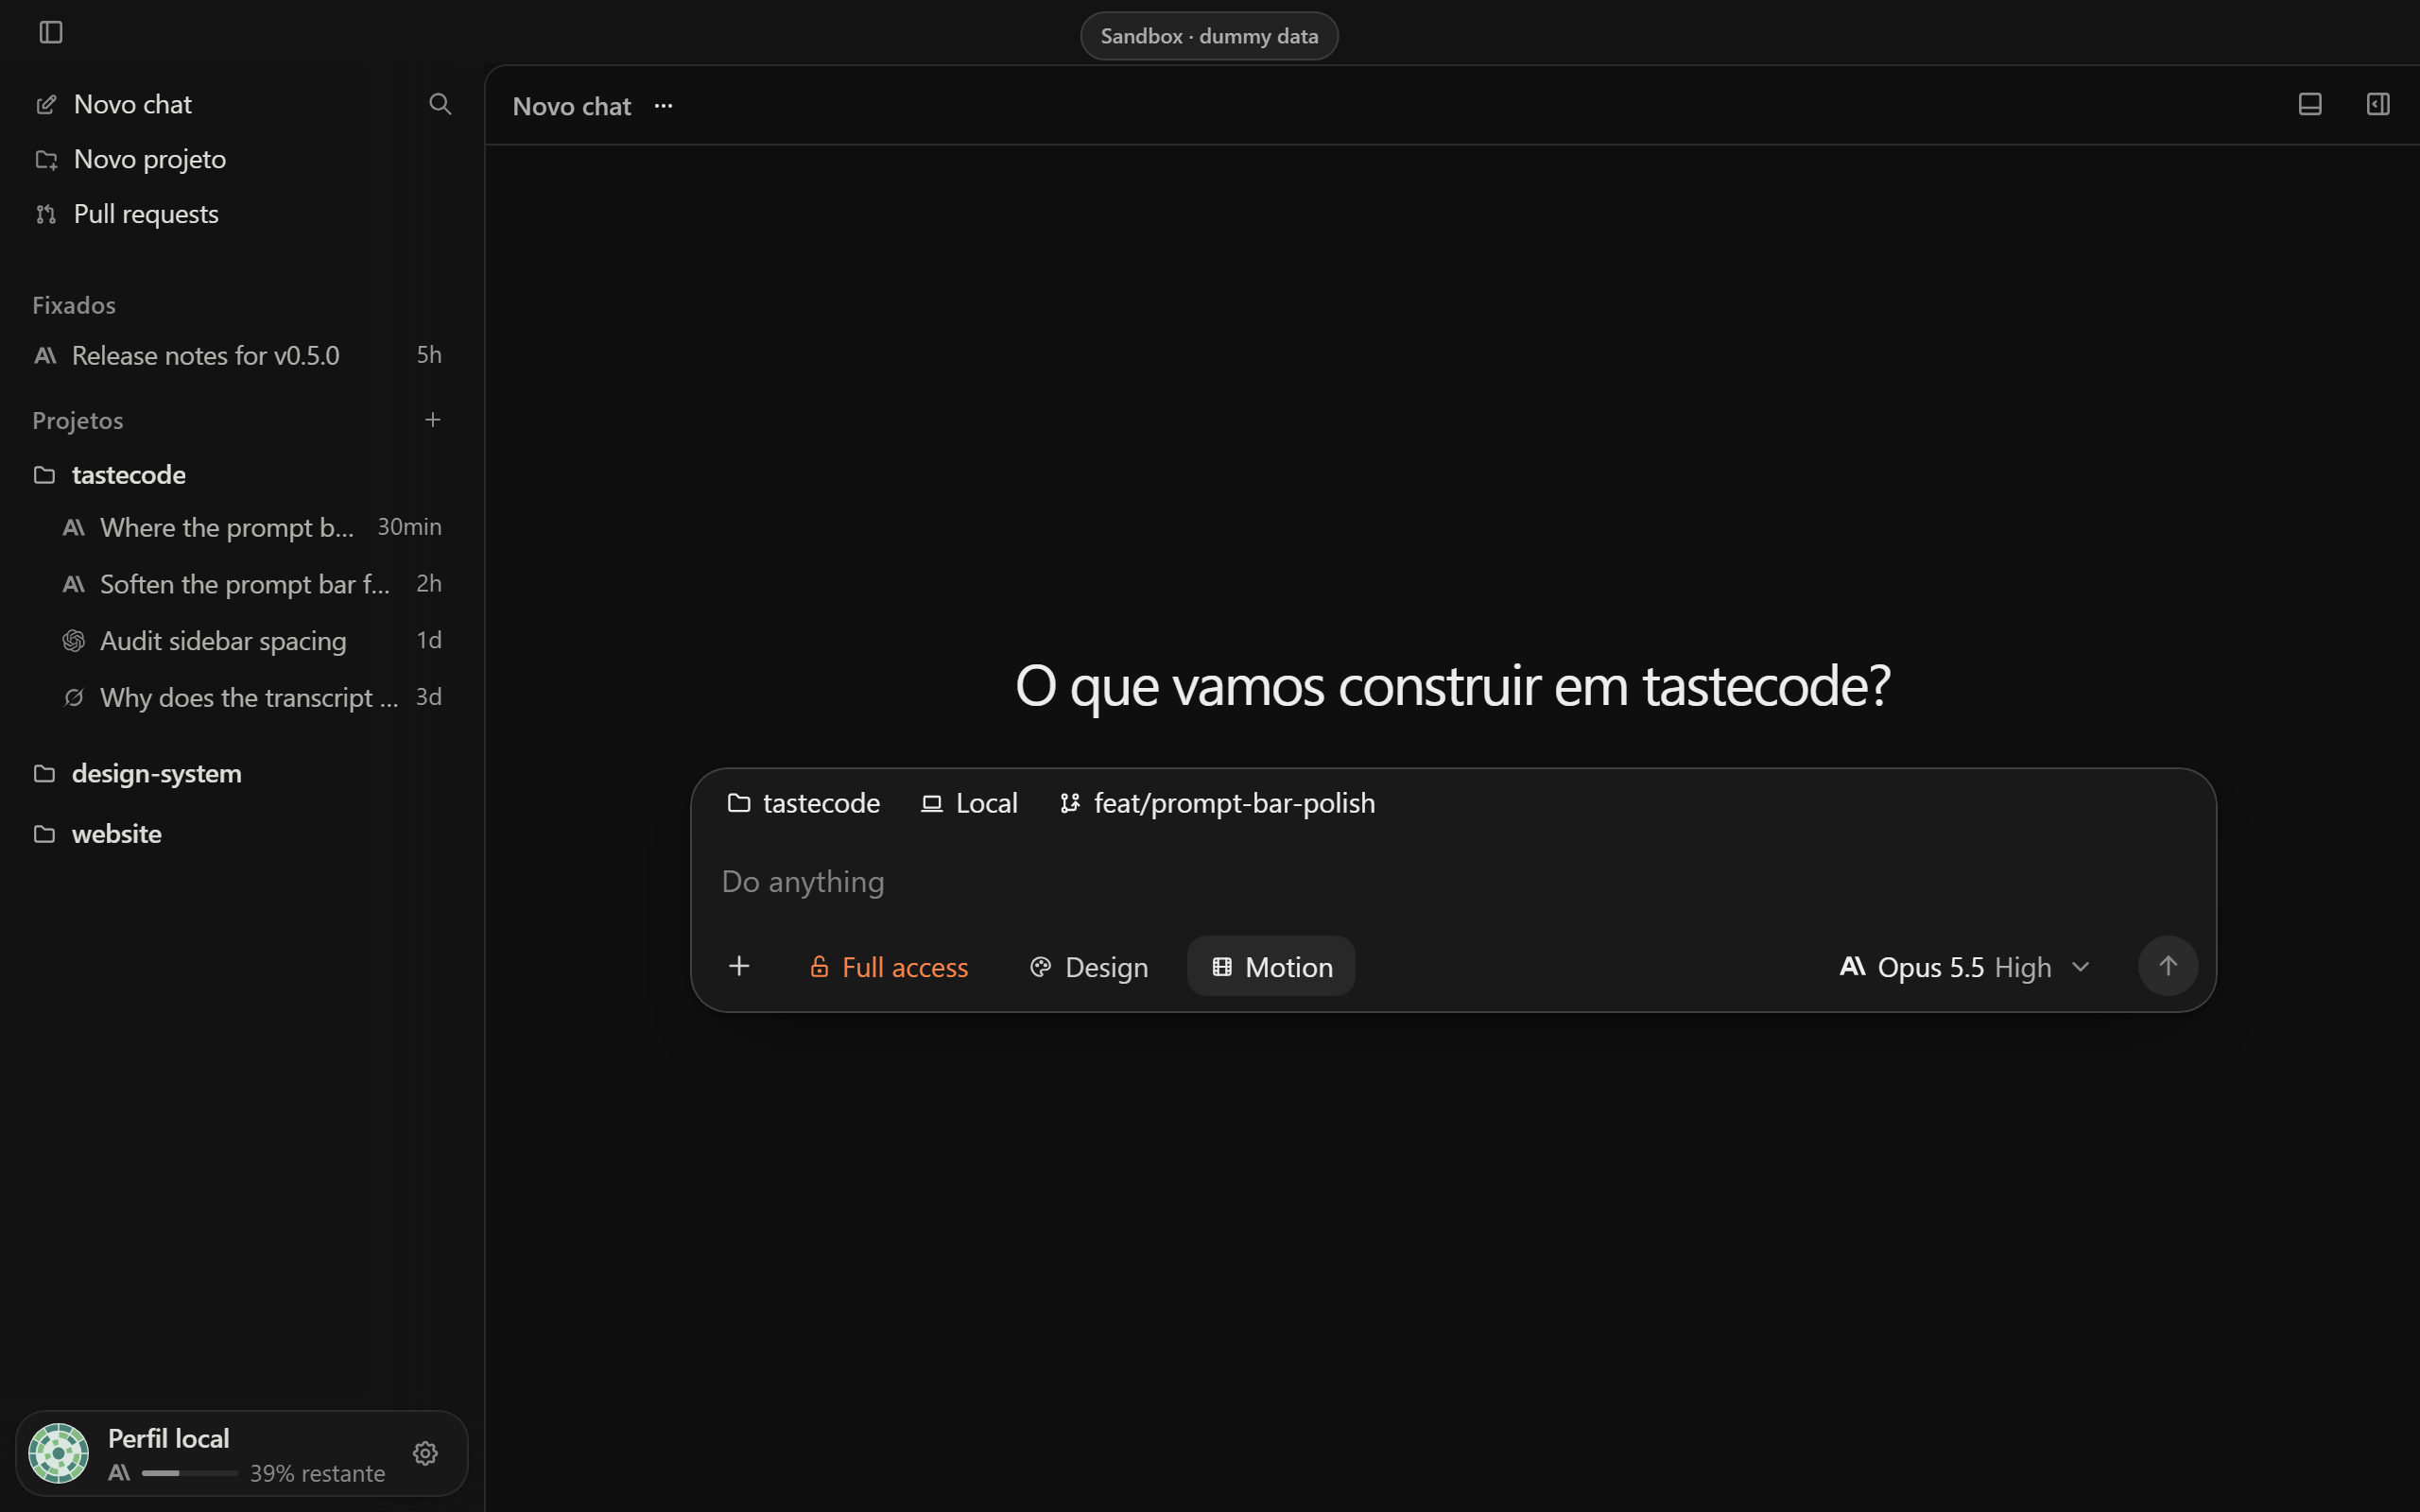 Sandbox · dummy data
Novo chat
Novo projeto
Pull requests
Fixados
Release notes for v0.5.0 5h
Projetos
tastecode
Where the prompt b... 30min
Soften the prompt bar f... 2h
Audit sidebar spacing 1d
Why does the transcript ... 3d
design-system
website
Perfil local
39% restante
Novo chat
O que vamos construir em tastecode?
tastecode Local feat/prompt-bar-polish
Do anything
Full access Design Motion Opus 5.5 High